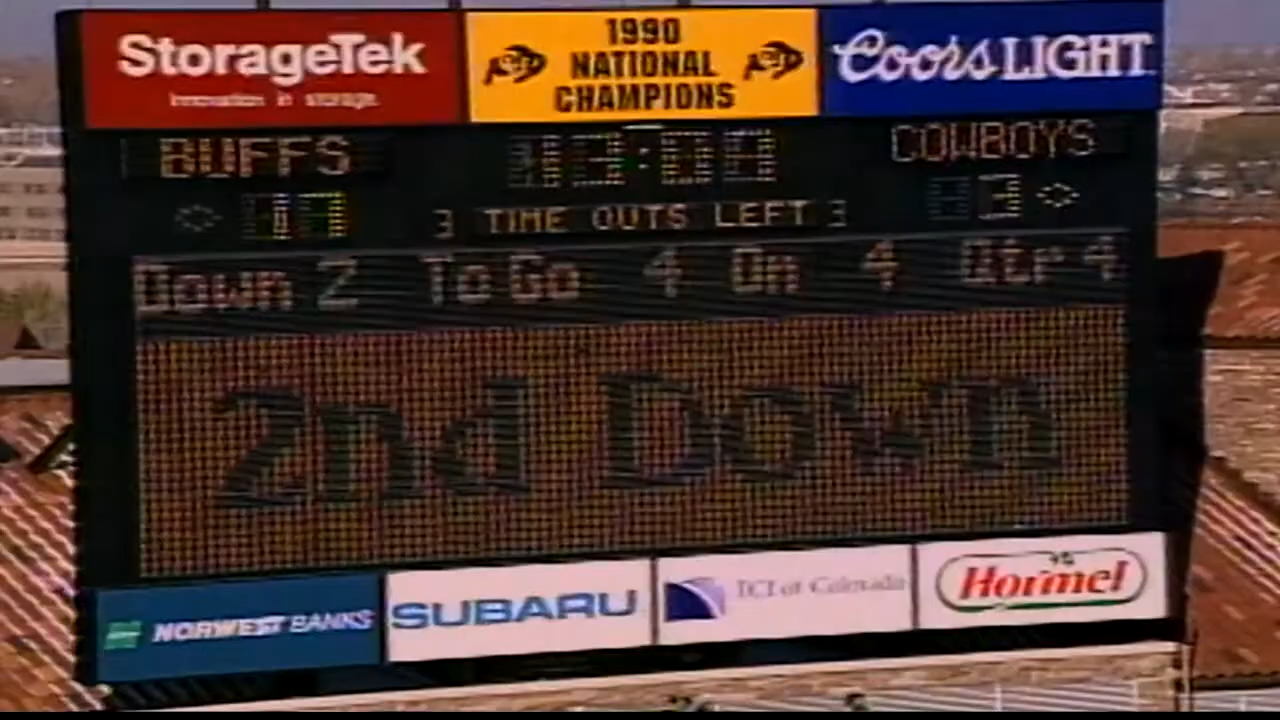 StorageTek
Innovation in storage.
1990
NATIONAL
CHAMPIONS
Coors LIGHT
BUFFS
COWBOYS
3 TIME OUTS LEFT 3
Down 2 To Go 4 On 4 Qtr 4
2nd Down
NORWEST BANKS
SUBARU
TCI of Colorado
Hormel